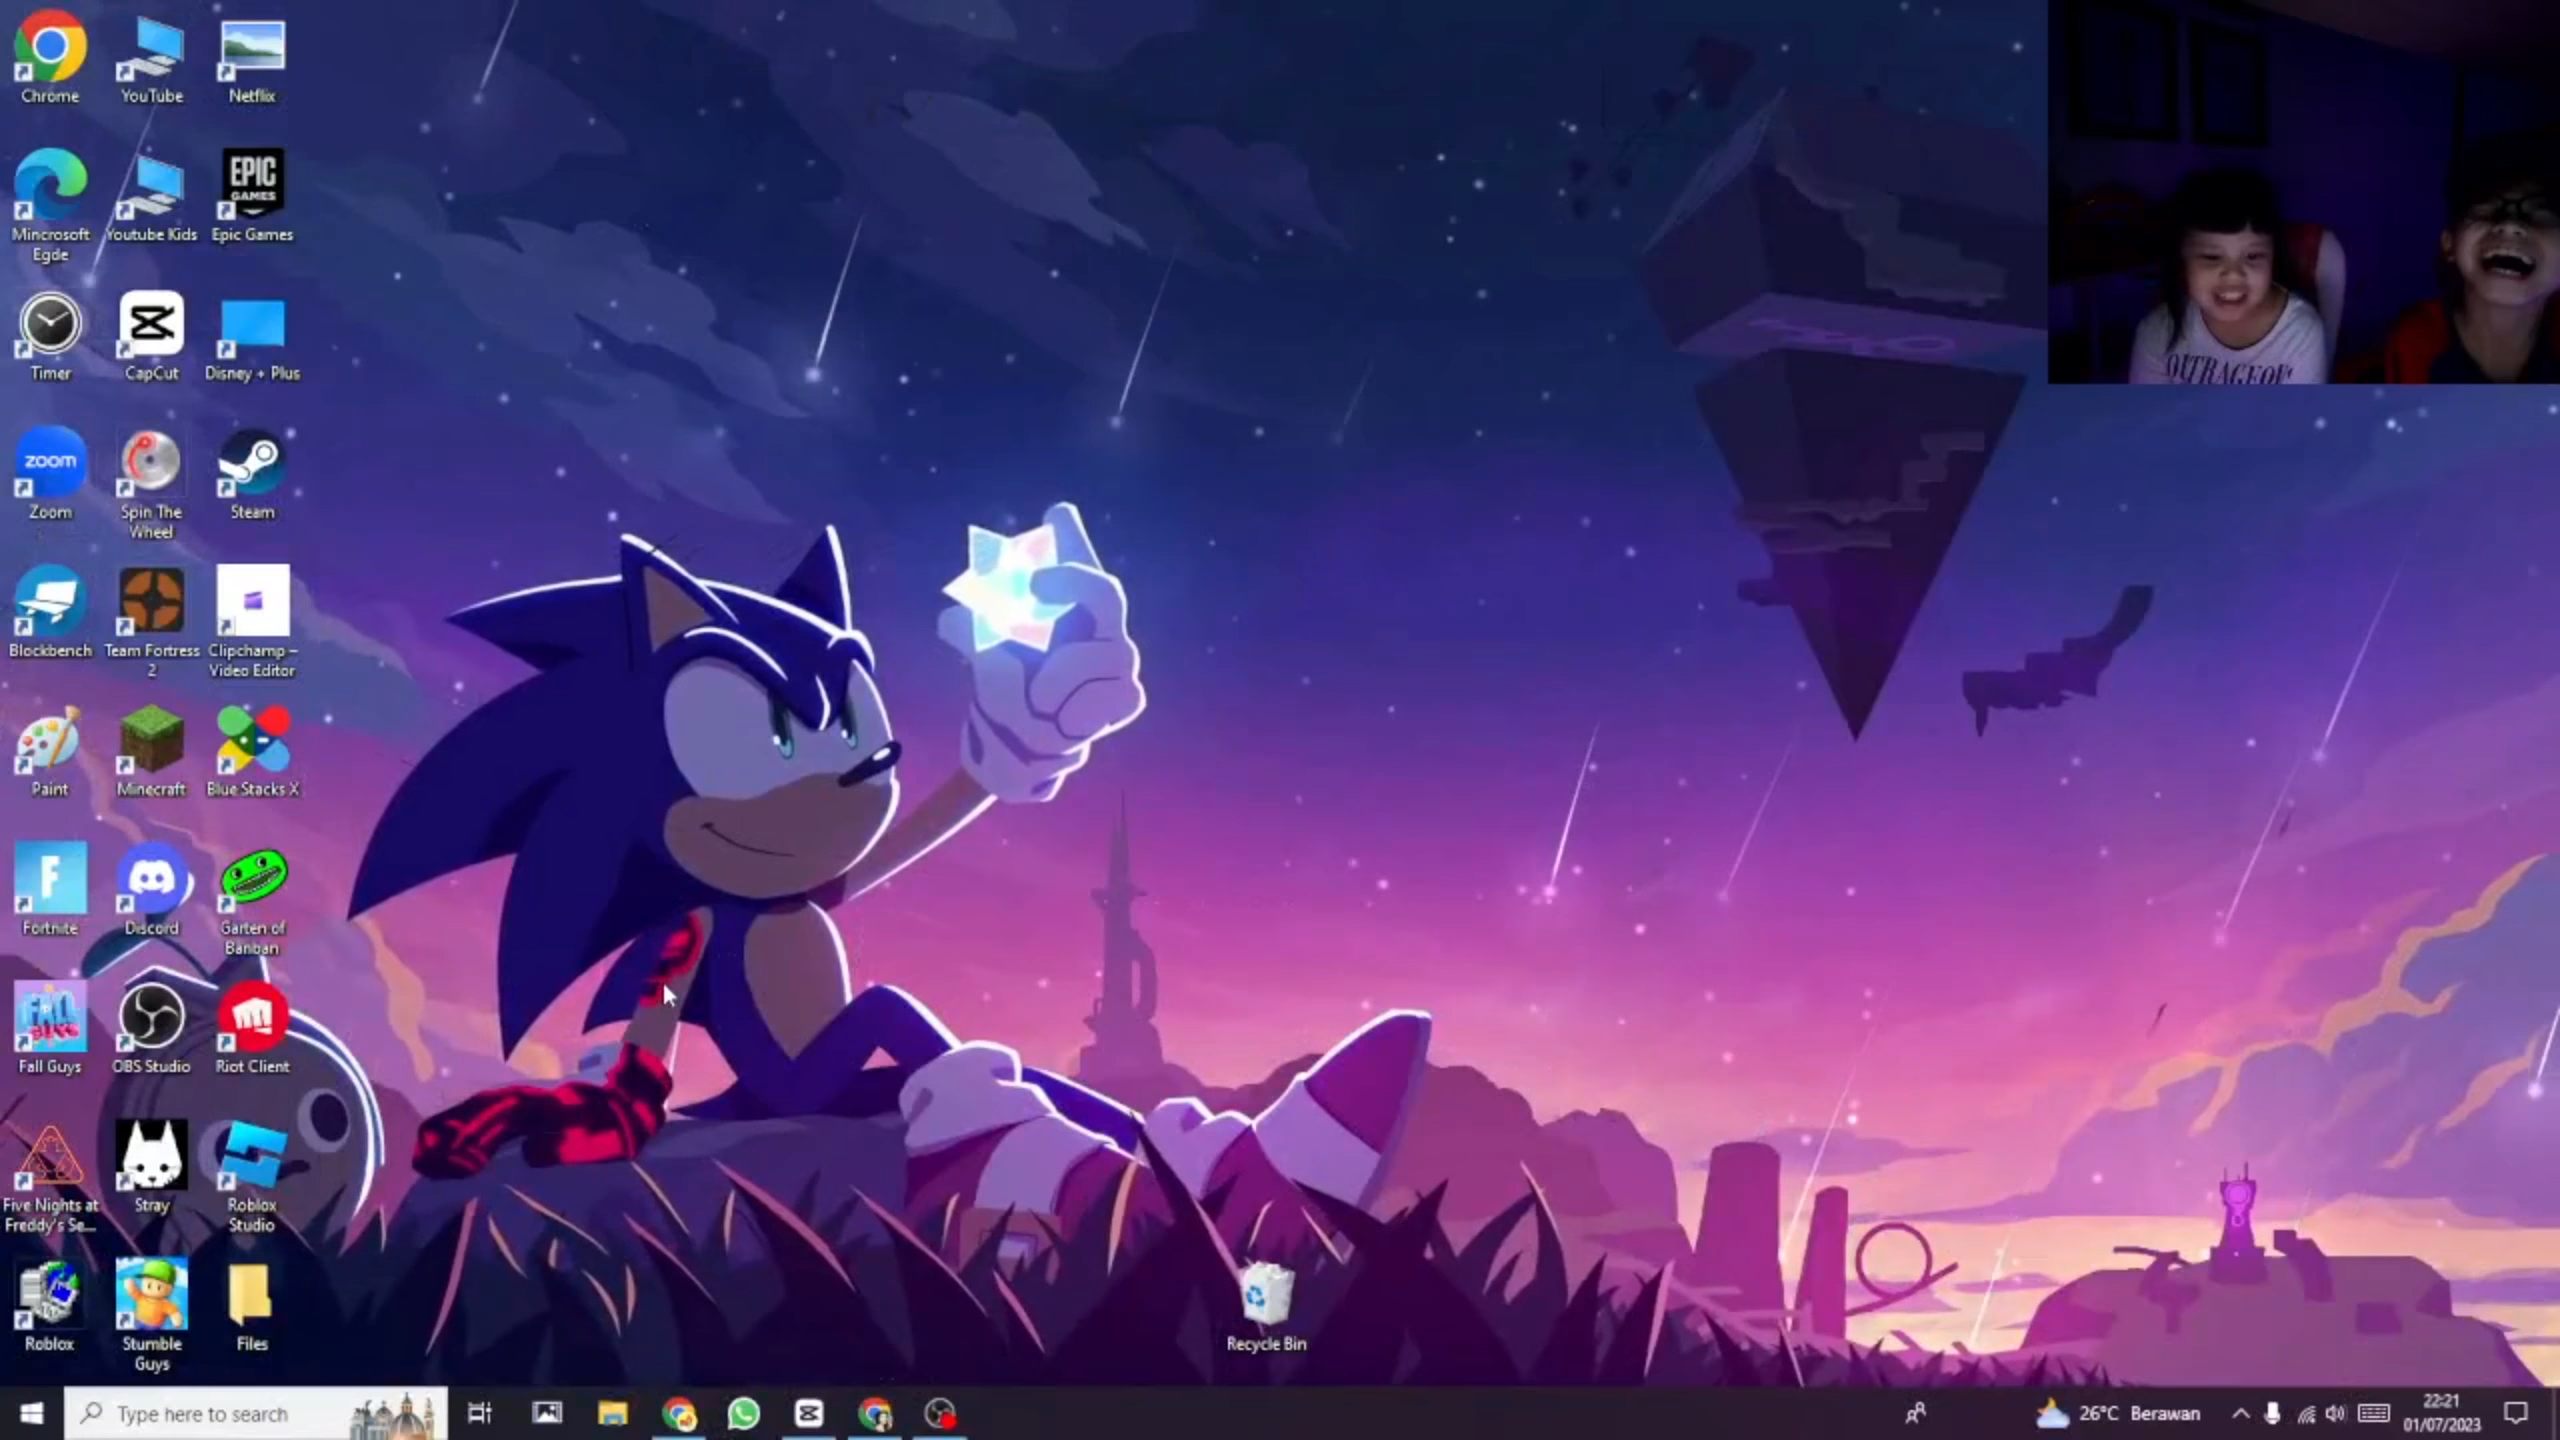 Chrome
YouTube
Netflix
EPIC
GAMES
Mincrosoft
Egde
Youtube Kids
Epic Games
Timer
CapCut
Disney + Plus
zoom
Zoom
Spin The
Wheel
Steam
Blockbench
Team Fortress
2
Clipchamp –
Video Editor
Paint
Minecraft
Blue Stacks X
F
Fortnite
Discord
Garten of
Banban
FALL
GUYS
Fall Guys
OBS Studio
Riot Client
Five Nights at
Freddy's Se...
Stray
Roblox
Studio
Roblox
Stumble
Guys
Files
Recycle Bin
OUTRAGEOU
Type here to search
26°C Berawan
22:21
01/07/2023